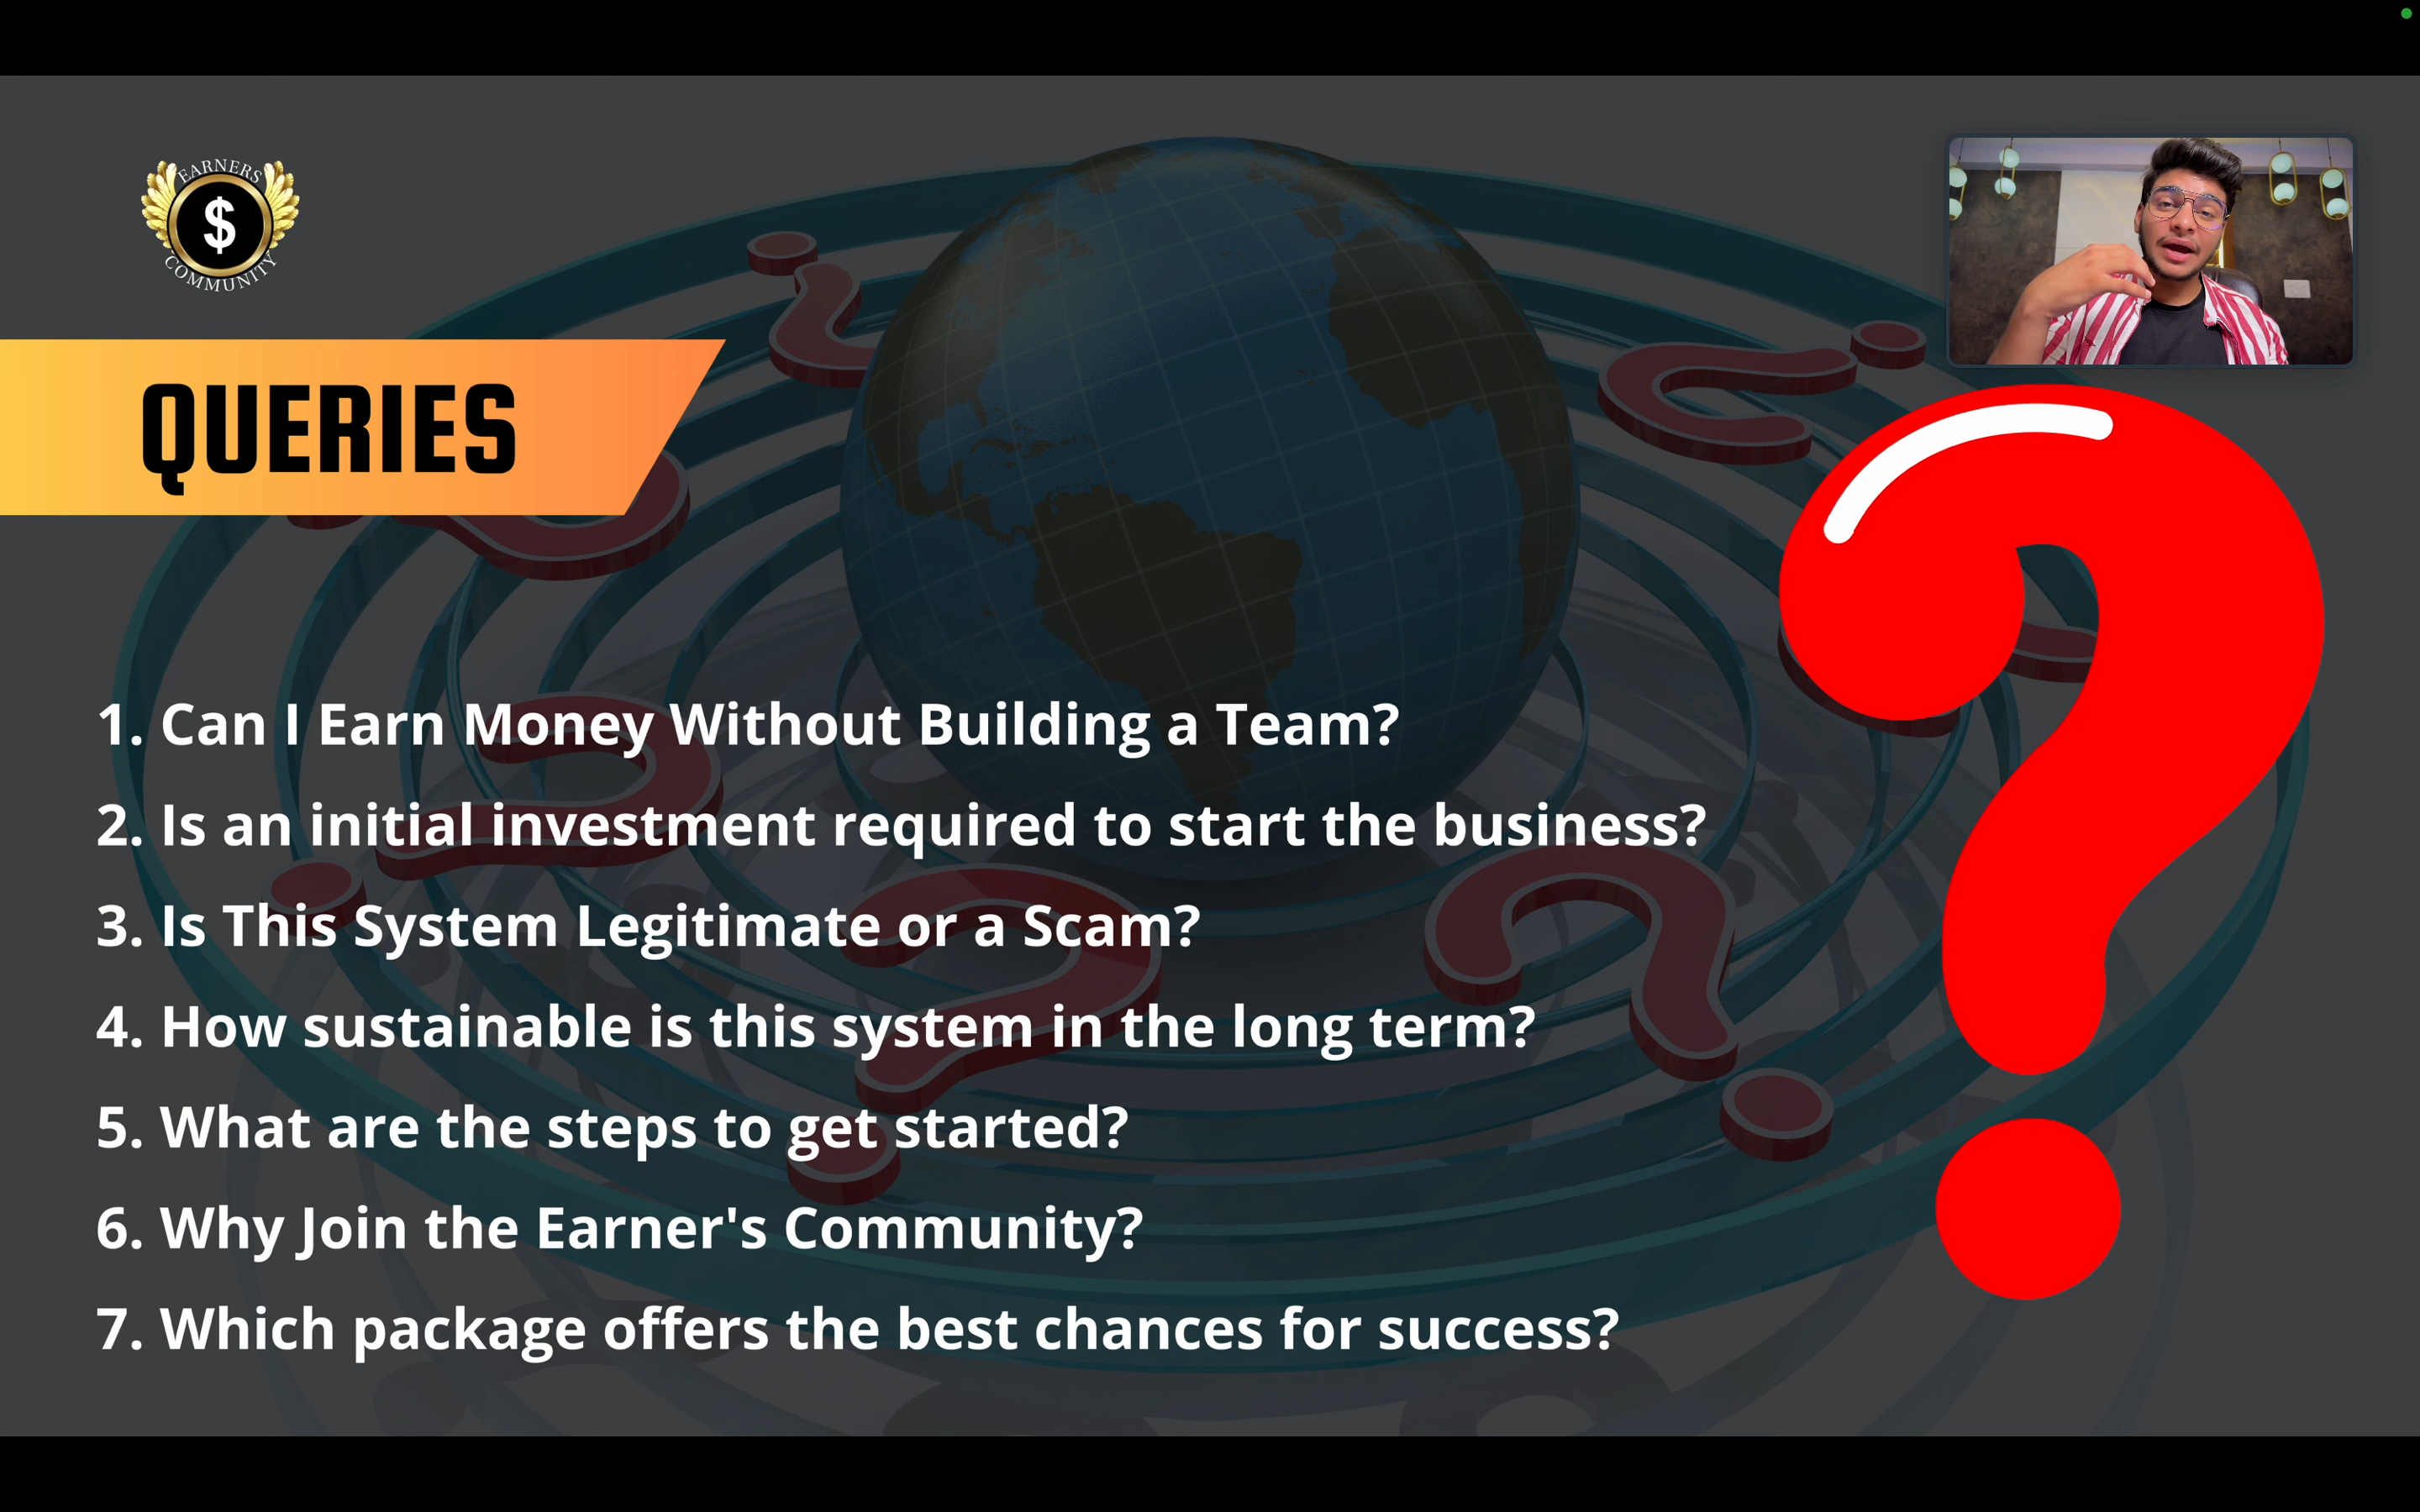 EARNERS
$
COMMUNITY
QUERIES
1. Can I Earn Money Without Building a Team?
2. Is an initial investment required to start the business?
3. Is This System Legitimate or a Scam?
4. How sustainable is this system in the long term?
5. What are the steps to get started?
6. Why Join the Earner's Community?
7. Which package offers the best chances for success?